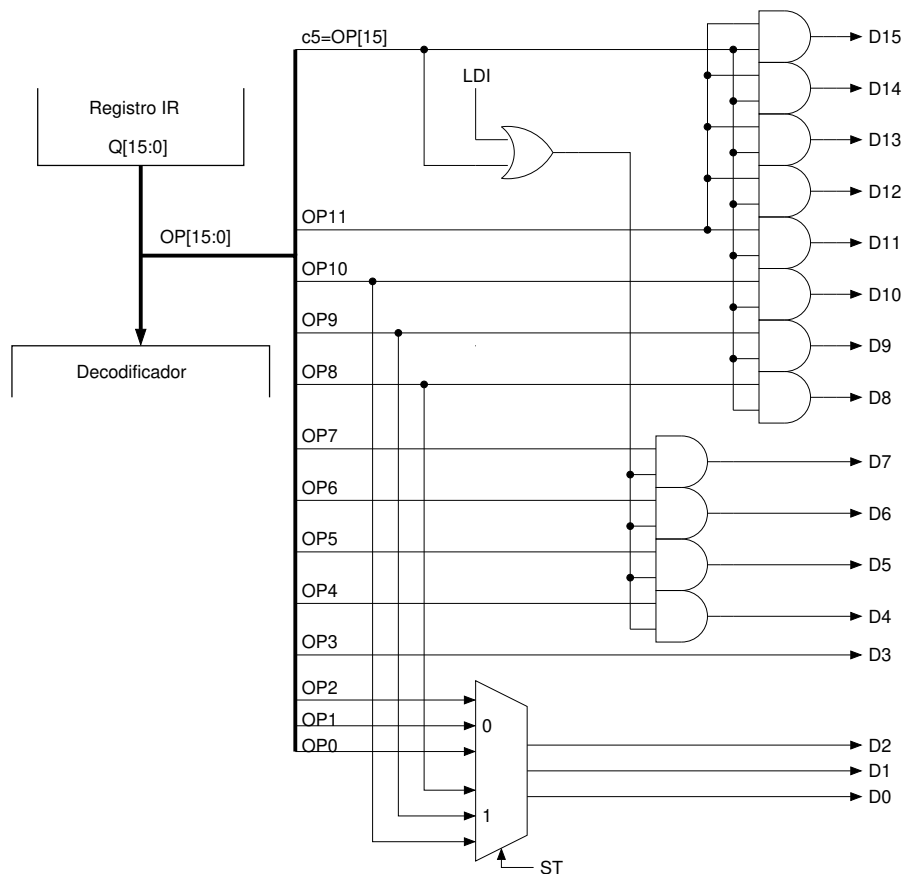 c5=OP[15]
D15
LDI
D14
Registro IR
D13
Q[15:0]
D12
OP11
OP[15:0]
D11
OP10
D10
OP9
D9
Decodificador
OP8
D8
OP7
D7
OP6
D6
OP5
D5
OP4
D4
OP3
D3
OP2
OP1
0
OP0
D2
D1
D0
1
ST